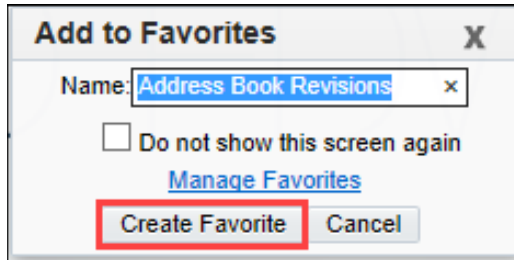 Add to Favorites X
Name: Address Book Revisions ×
Do not show this screen again
Manage Favorites
Create Favorite Cancel